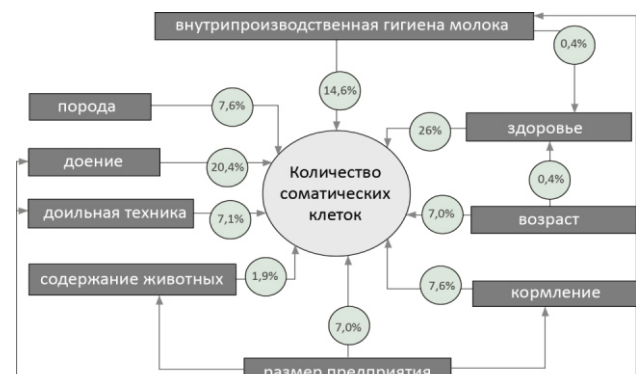 внутрипроизводственная гигиена молока
0,4%
14,6%
порода
7,6%
26%
здоровье
доение
20,4%
Количество
соматических
клеток
0,4%
доильная техника
7,1%
7,0%
возраст
содержание животных
1,9%
7,6%
кормление
7,0%
размер предприятия